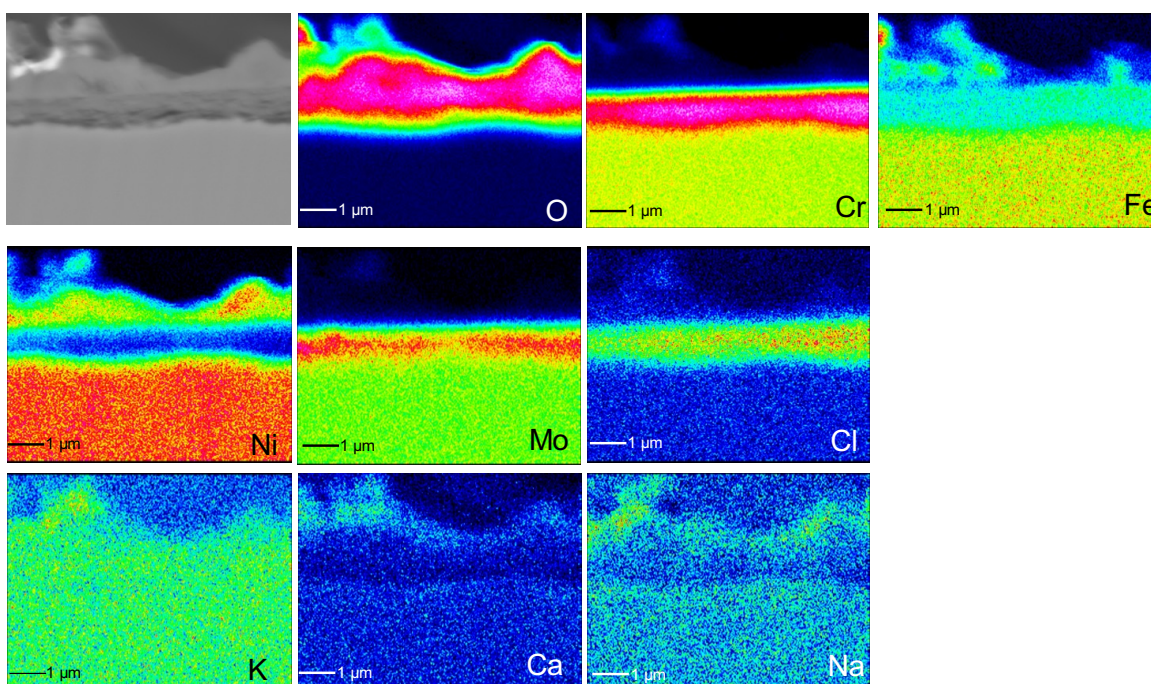 1 µm O
1 µm Cr
1 µm Fe
1 µm Ni
1 µm Mo
1 µm Cl
1 µm K
1 µm Ca
1 µm Na